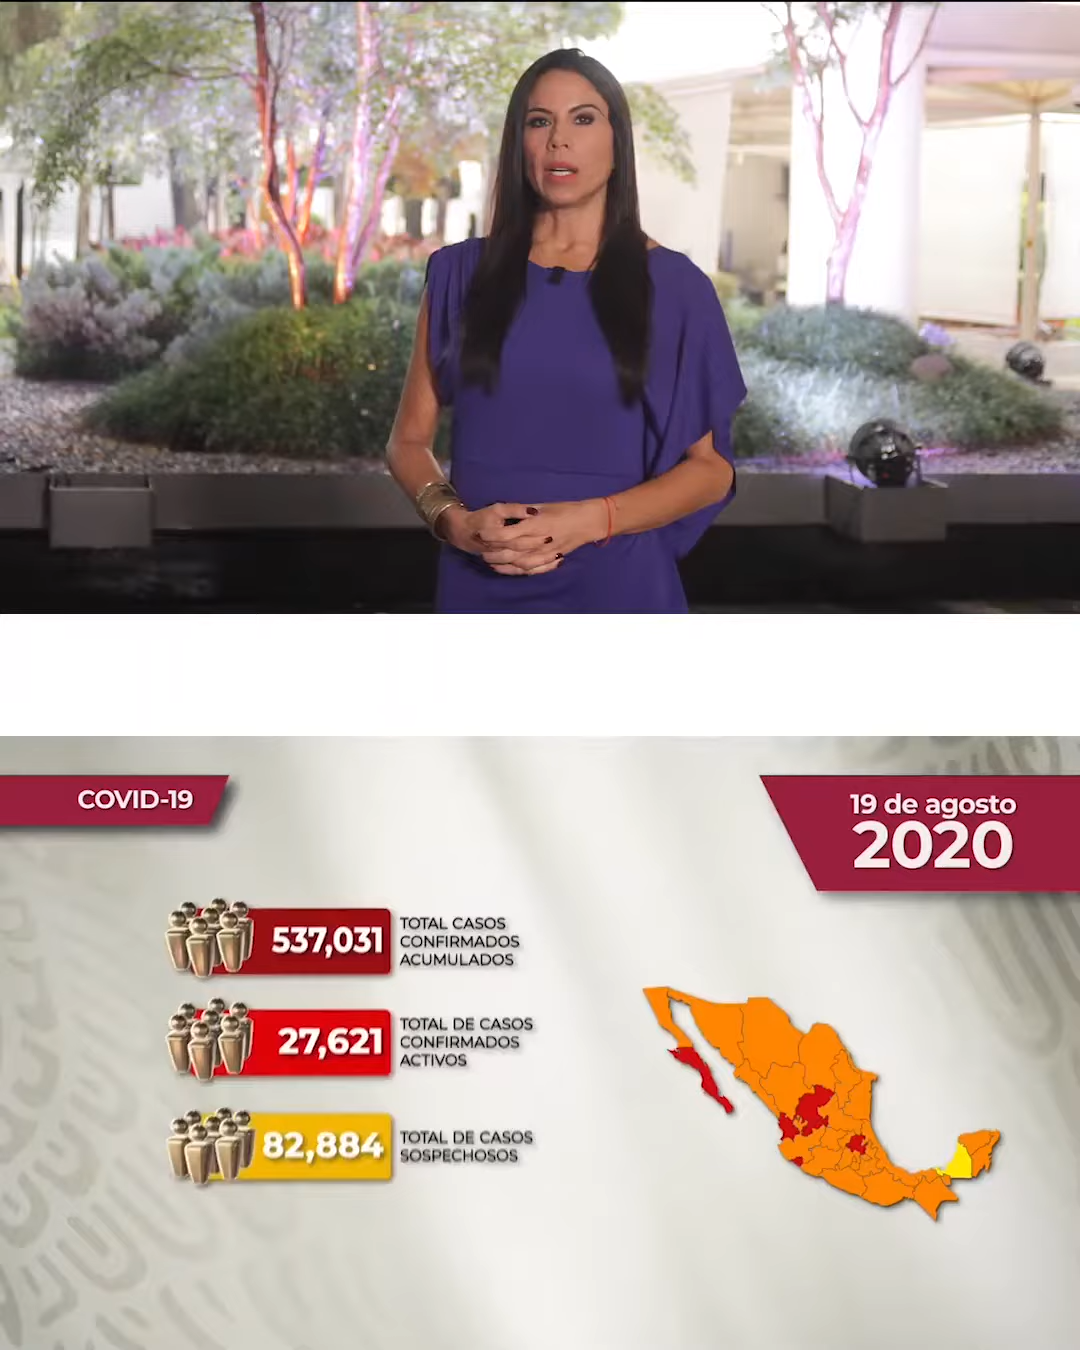 COVID-19
19 de agosto
2020
537,031
TOTAL CASOS
CONFIRMADOS
ACUMULADOS
27,621
TOTAL DE CASOS
CONFIRMADOS
ACTIVOS
82,884
TOTAL DE CASOS
SOSPECHOSOS